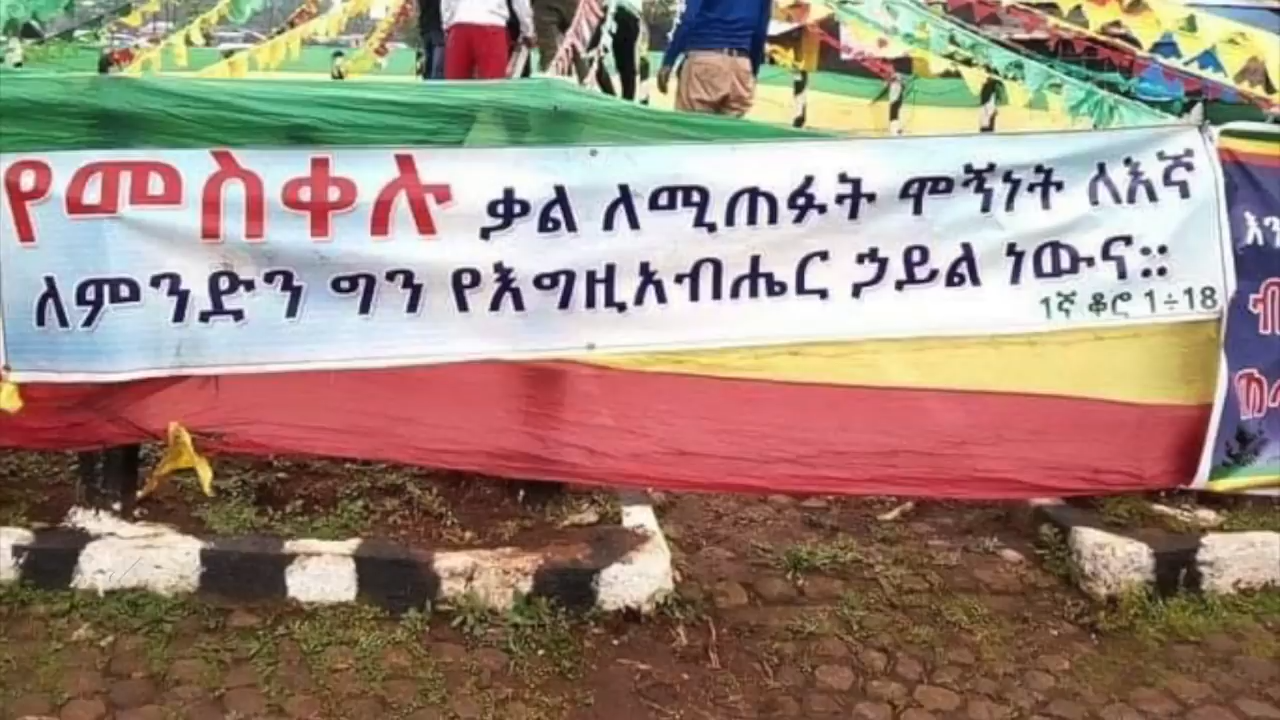 የመስቀሉ ቃል ለሚጠፉት ሞኝነት ለእኛ
ለምንድን ግን የእግዚአብሔር ኃይል ነውና::
1ኛ ቆሮ 1÷18